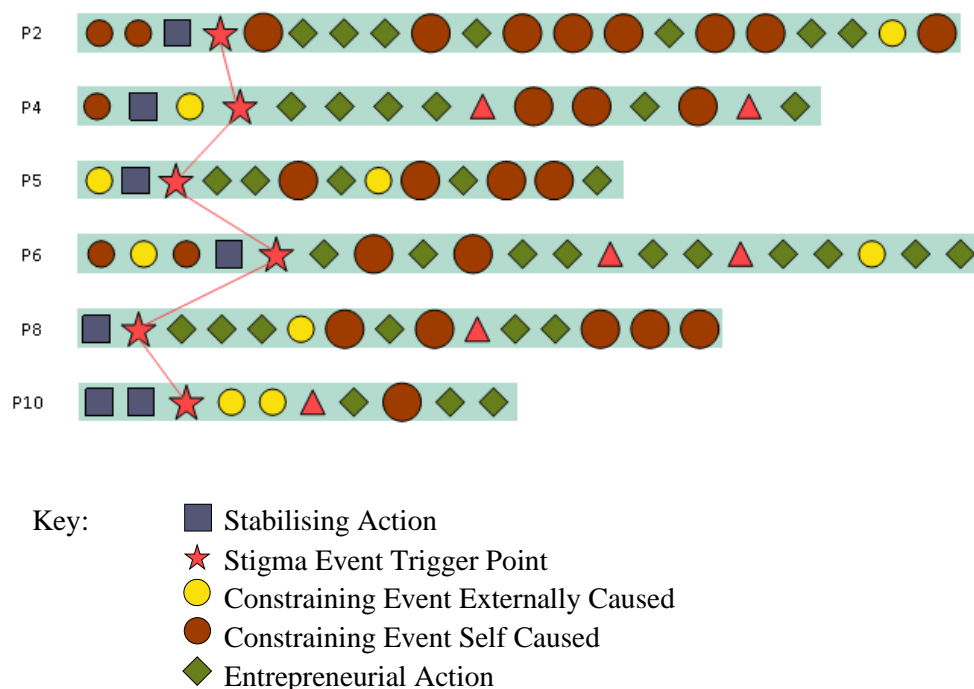 P2
P4
P5
P6
P8
P10
Key:
Stabilising Action
Stigma Event Trigger Point
Constraining Event Externally Caused
Constraining Event Self Caused
Entrepreneurial Action